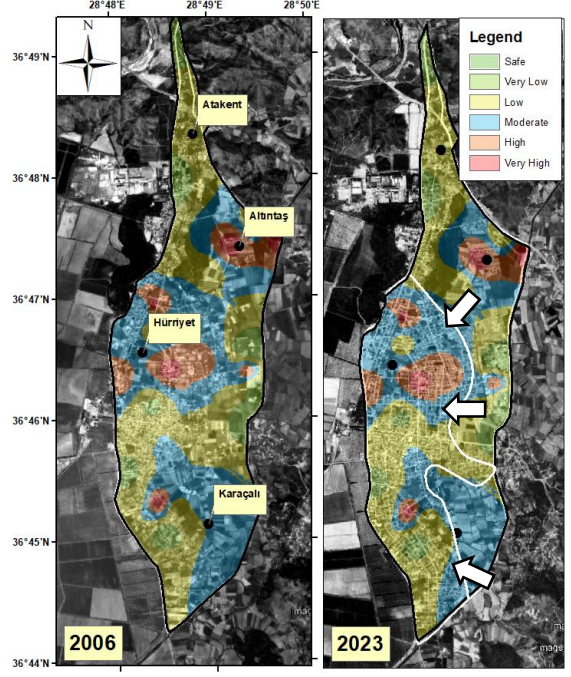 28°48'E
28°49'E
28°50'E
36°49'N
36°48'N
36°47'N
36°46'N
36°45'N
36°44'N
N
Atakent
Altıntaş
Hürriyet
Karaçalı
2006
Legend
Safe
Very Low
Low
Moderate
High
Very High
2023